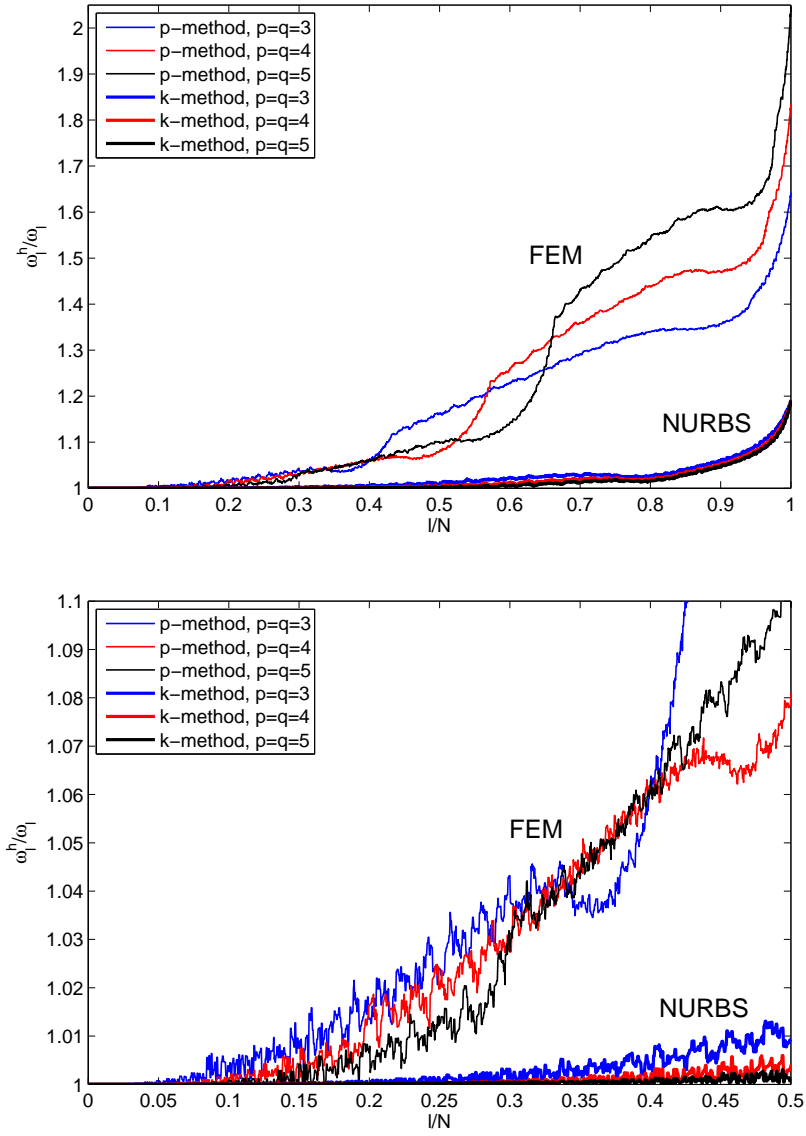 2
1.9
1.8
1.7
1.6
1.5
1.4
1.3
1.2
1.1
1
ω_l^h/ω_l
p−method, p=q=3
p−method, p=q=4
p−method, p=q=5
k−method, p=q=3
k−method, p=q=4
k−method, p=q=5
FEM
NURBS
0 0.1 0.2 0.3 0.4 0.5 0.6 0.7 0.8 0.9 1
l/N
1.1
1.09
1.08
1.07
1.06
1.05
1.04
1.03
1.02
1.01
1
ω_l^h/ω_l
p−method, p=q=3
p−method, p=q=4
p−method, p=q=5
k−method, p=q=3
k−method, p=q=4
k−method, p=q=5
FEM
NURBS
0 0.05 0.1 0.15 0.2 0.25 0.3 0.35 0.4 0.45 0.5
l/N